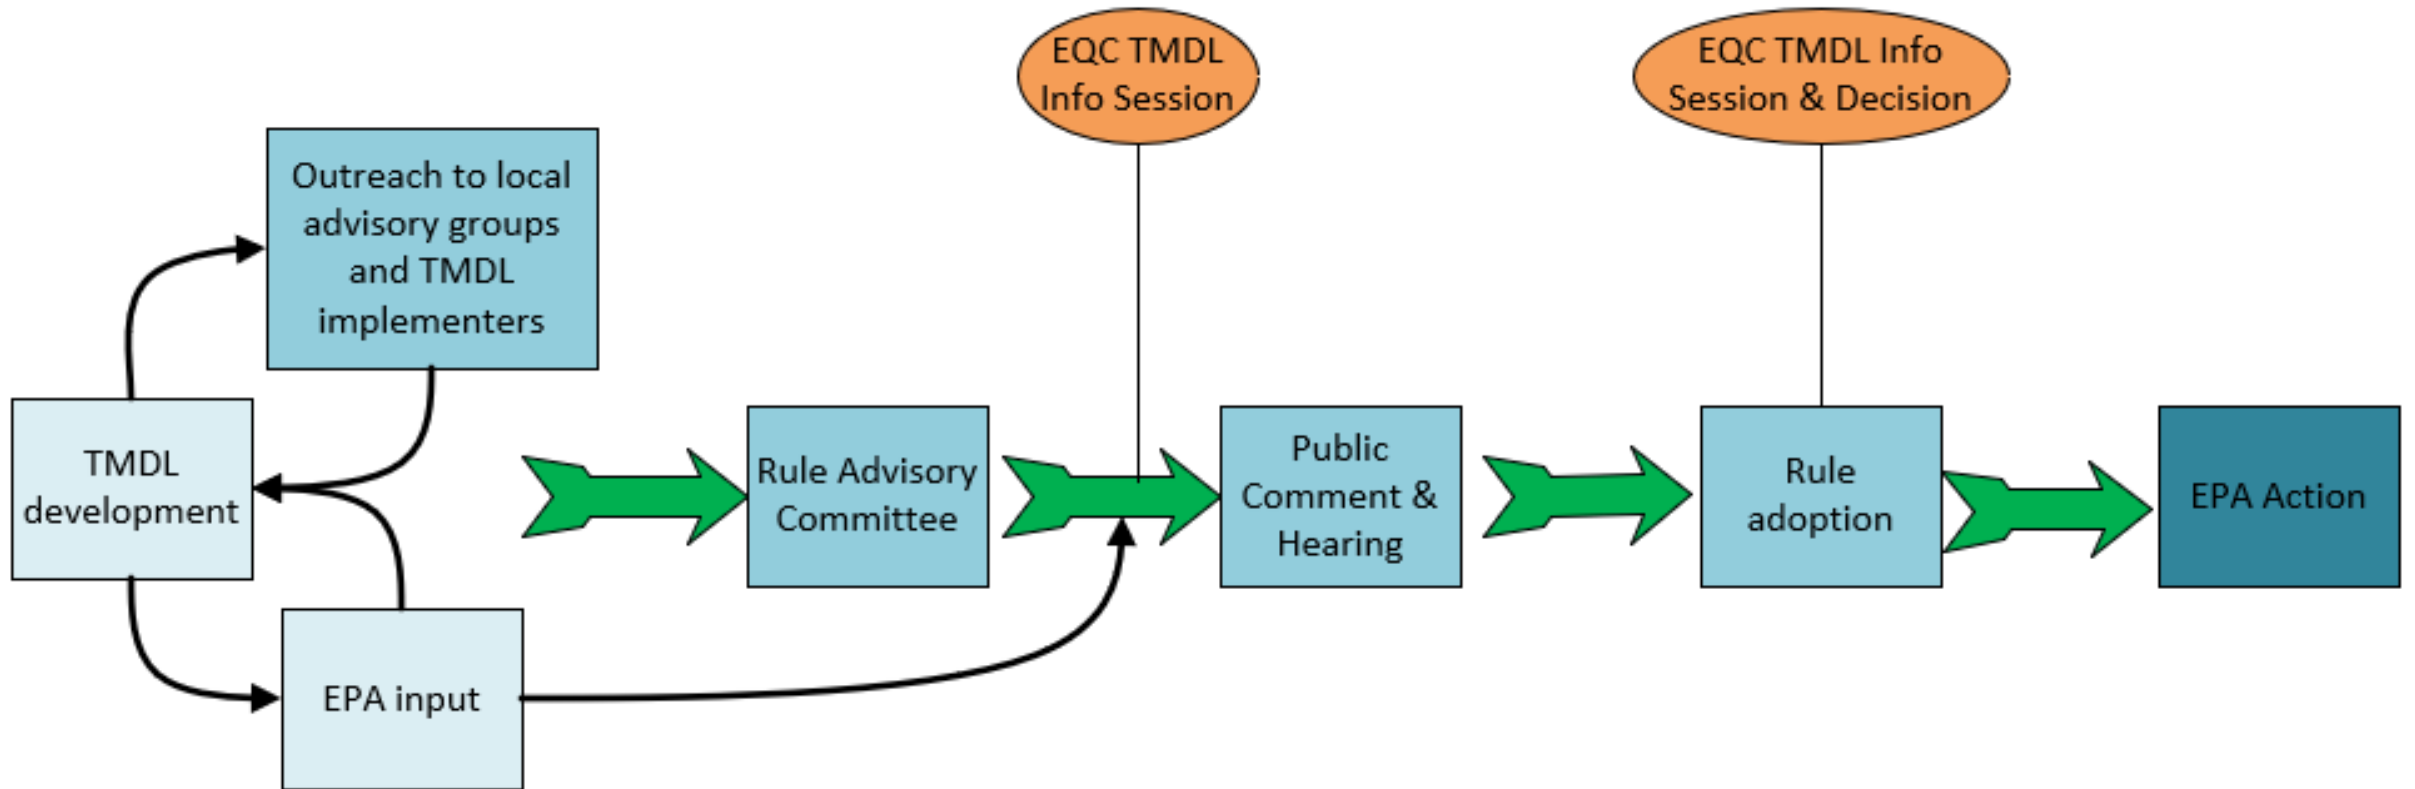 EQC TMDL
Info Session
EQC TMDL Info
Session & Decision
Outreach to local
advisory groups
and TMDL
implementers
TMDL
development
Rule Advisory
Committee
Public
Comment &
Hearing
Rule
adoption
EPA Action
EPA input